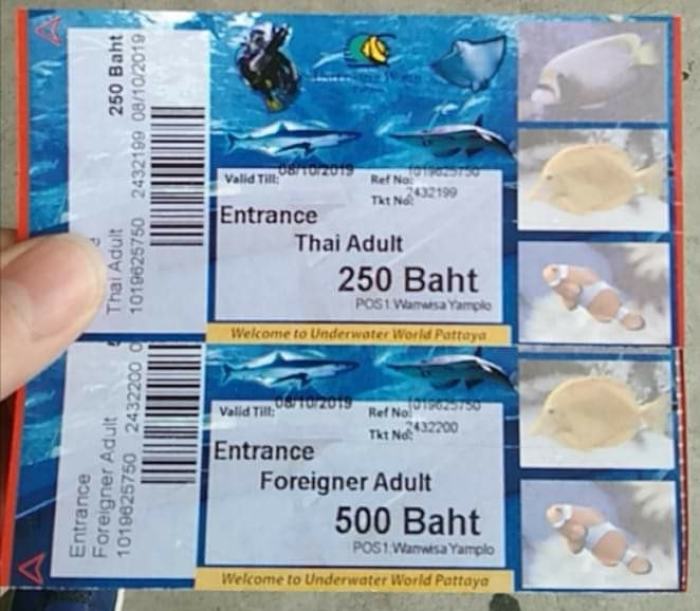 250 Baht
08/10/2019
Thai Adult
2432199
1019625750
Valid Till: 08/10/2019
Ref No: 1019625750
Tkt No: 2432199
Entrance
Thai Adult
250 Baht
POS1:Wanwisa Yamplo
Welcome to Underwater World Pattaya
Entrance
Foreigner Adult
2432200
1019625750
Valid Till: 08/10/2019
Ref No: 1019625750
Tkt No: 2432200
Entrance
Foreigner Adult
500 Baht
POS1:Wanwisa Yamplo
Welcome to Underwater World Pattaya